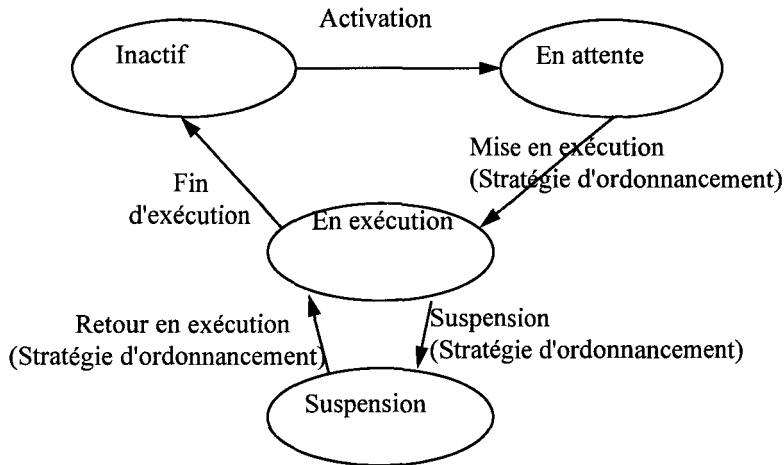 Activation
Inactif
En attente
Mise en exécution
(Stratégie d'ordonnancement)
Fin
d'exécution
En exécution
Retour en exécution
(Stratégie d'ordonnancement)
Suspension
(Stratégie d'ordonnancement)
Suspension